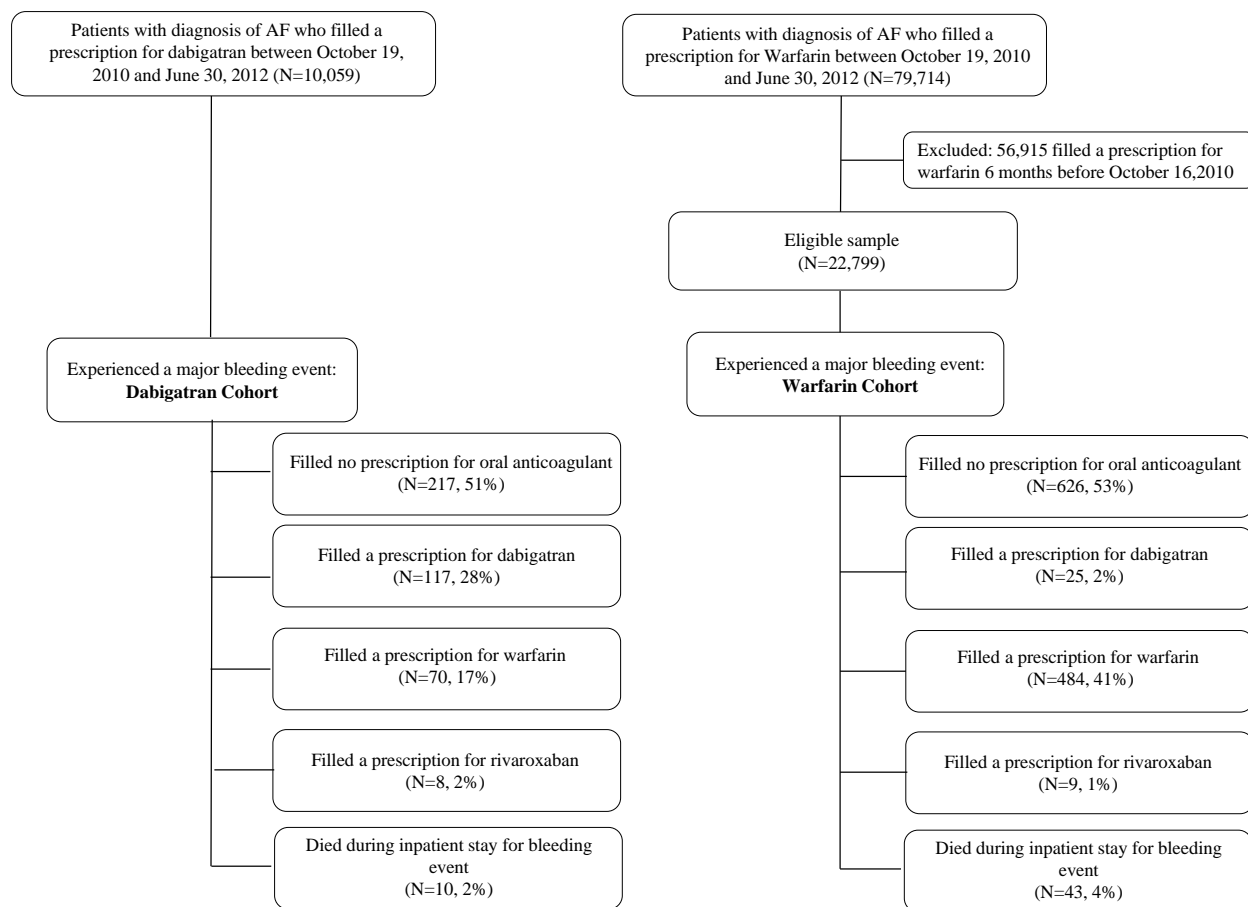 Patients with diagnosis of AF who filled a
prescription for dabigatran between October 19,
2010 and June 30, 2012 (N=10,059)
Patients with diagnosis of AF who filled a
prescription for Warfarin between October 19, 2010
and June 30, 2012 (N=79,714)
Excluded: 56,915 filled a prescription for
warfarin 6 months before October 16,2010
Eligible sample
(N=22,799)
Experienced a major bleeding event:
Dabigatran Cohort
Experienced a major bleeding event:
Warfarin Cohort
Filled no prescription for oral anticoagulant
(N=217, 51%)
Filled a prescription for dabigatran
(N=117, 28%)
Filled a prescription for warfarin
(N=70, 17%)
Filled a prescription for rivaroxaban
(N=8, 2%)
Died during inpatient stay for bleeding
event
(N=10, 2%)
Filled no prescription for oral anticoagulant
(N=626, 53%)
Filled a prescription for dabigatran
(N=25, 2%)
Filled a prescription for warfarin
(N=484, 41%)
Filled a prescription for rivaroxaban
(N=9, 1%)
Died during inpatient stay for bleeding
event
(N=43, 4%)